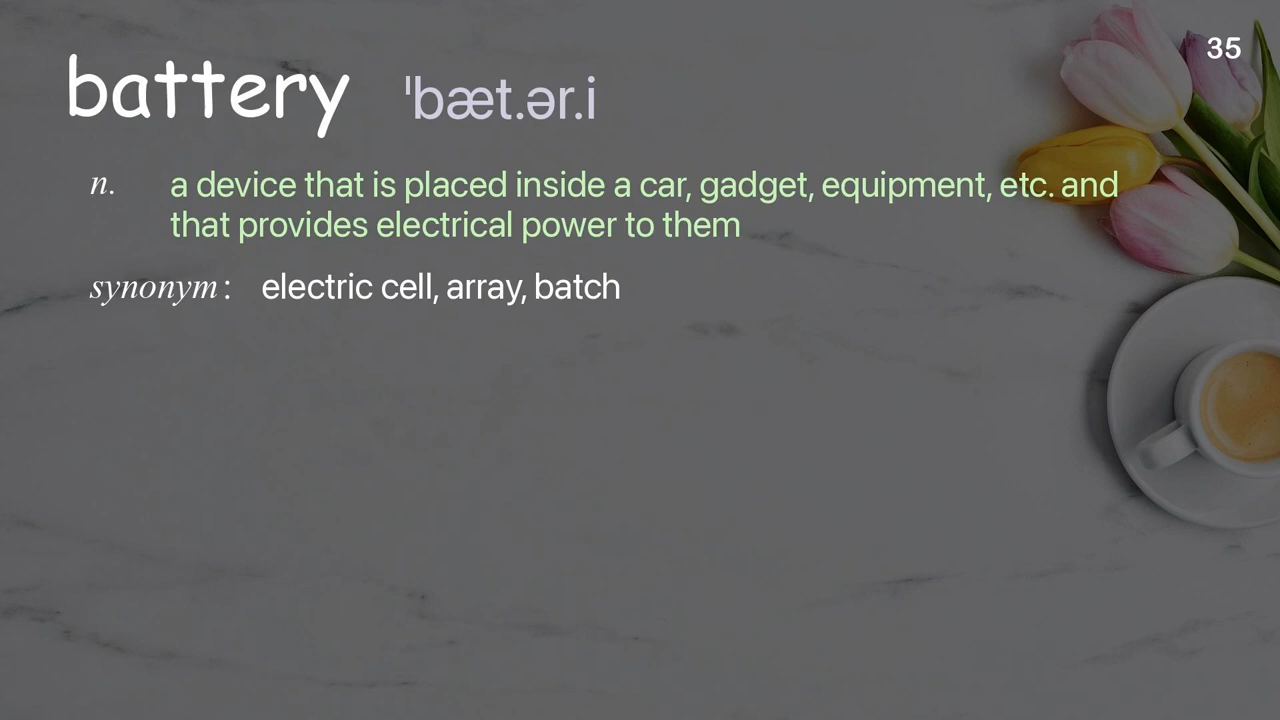 35
battery ˈbæt.ər.i
n. a device that is placed inside a car, gadget, equipment, etc. and
that provides electrical power to them
synonym : electric cell, array, batch